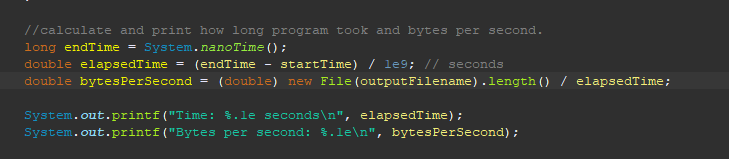 //calculate and print how long program took and bytes per second.
long endTime = System.nanoTime();
double elapsedTime = (endTime - startTime) / 1e9; // seconds
double bytesPerSecond = (double) new File(outputFilename).length() / elapsedTime;
System.out.printf("Time: %.1e seconds\n", elapsedTime);
System.out.printf("Bytes per second: %.1e\n", bytesPerSecond);